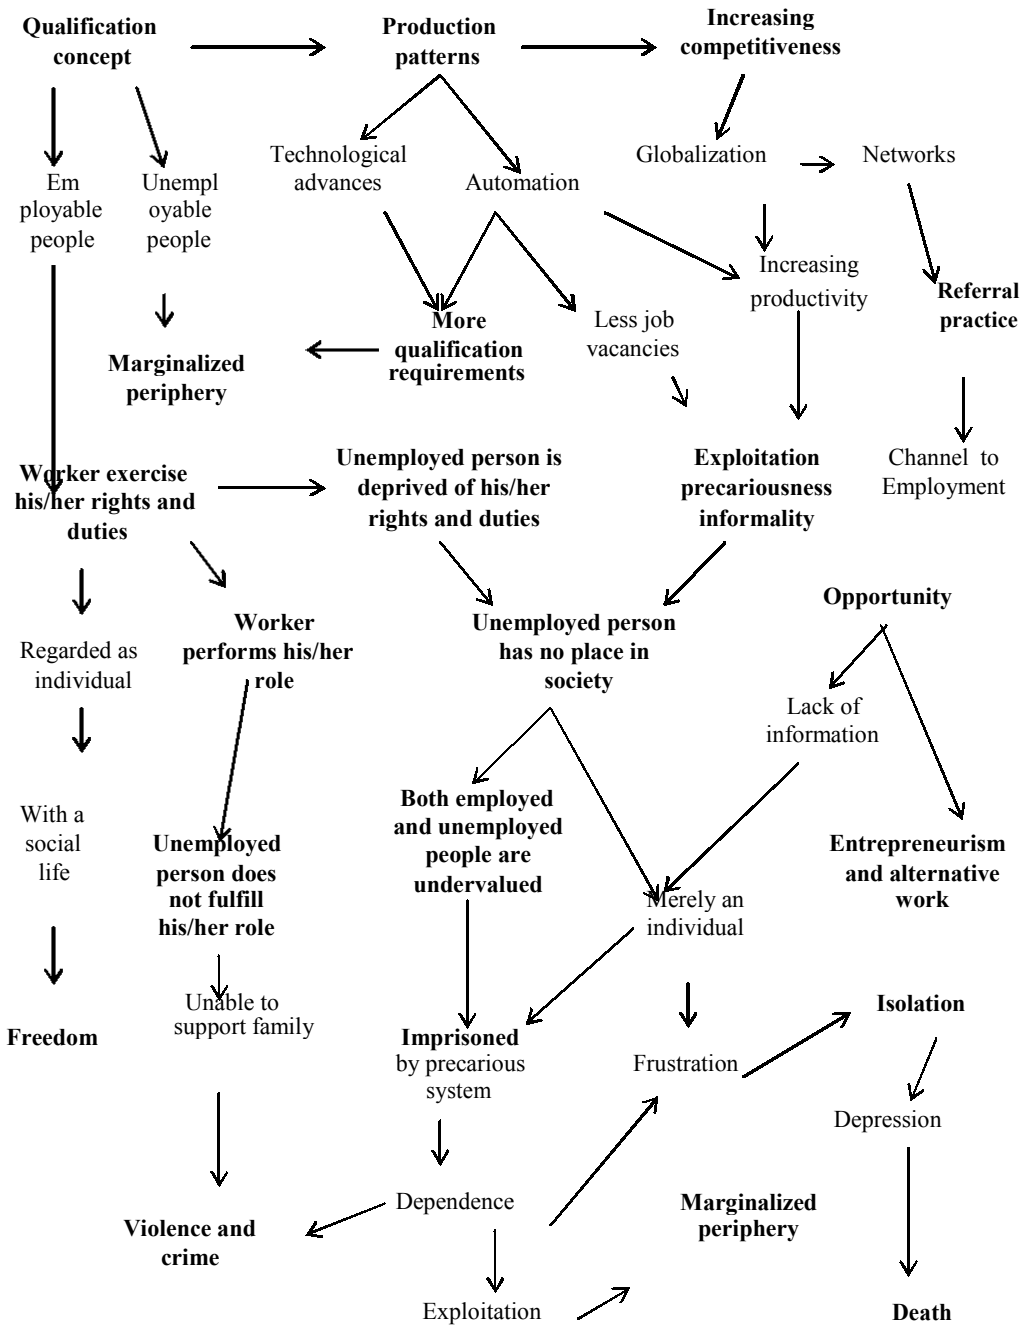 Qualification
concept
Production
patterns
Increasing
competitiveness
Technological
advances
Automation
Globalization
Networks
Em
ployable
people
Unempl
oyable
people
Increasing
productivity
Referral
practice
More
qualification
requirements
Less job
vacancies
Marginalized
periphery
Worker exercise
his/her rights and
duties
Unemployed person is
deprived of his/her
rights and duties
Exploitation
precariousness
informality
Channel to
Employment
Opportunity
Regarded as
individual
Worker
performs his/her
role
Unemployed person
has no place in
society
Lack of
information
With a
social
life
Unemployed
person does
not fulfill
his/her role
Both employed
and unemployed
people are
undervalued
Merely an
individual
Entrepreneurism
and alternative
work
Freedom
Unable to
support family
Imprisoned
by precarious
system
Frustration
Isolation
Depression
Violence and
crime
Dependence
Marginalized
periphery
Exploitation
Death